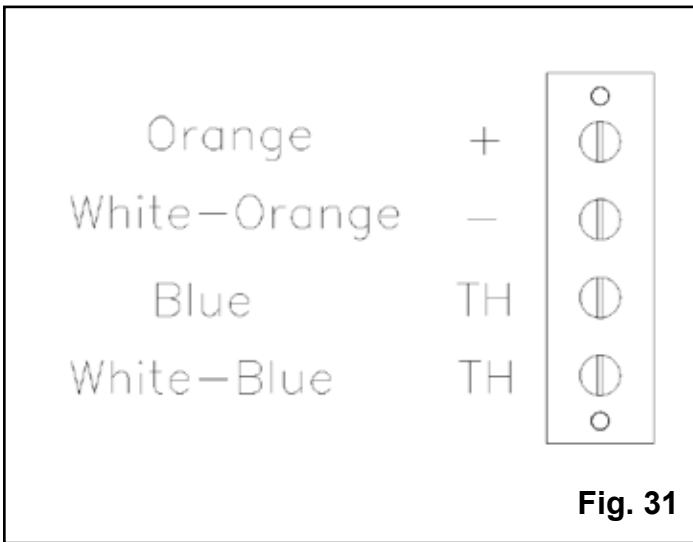 Orange +
White-Orange -
Blue TH
White-Blue TH
Fig. 31